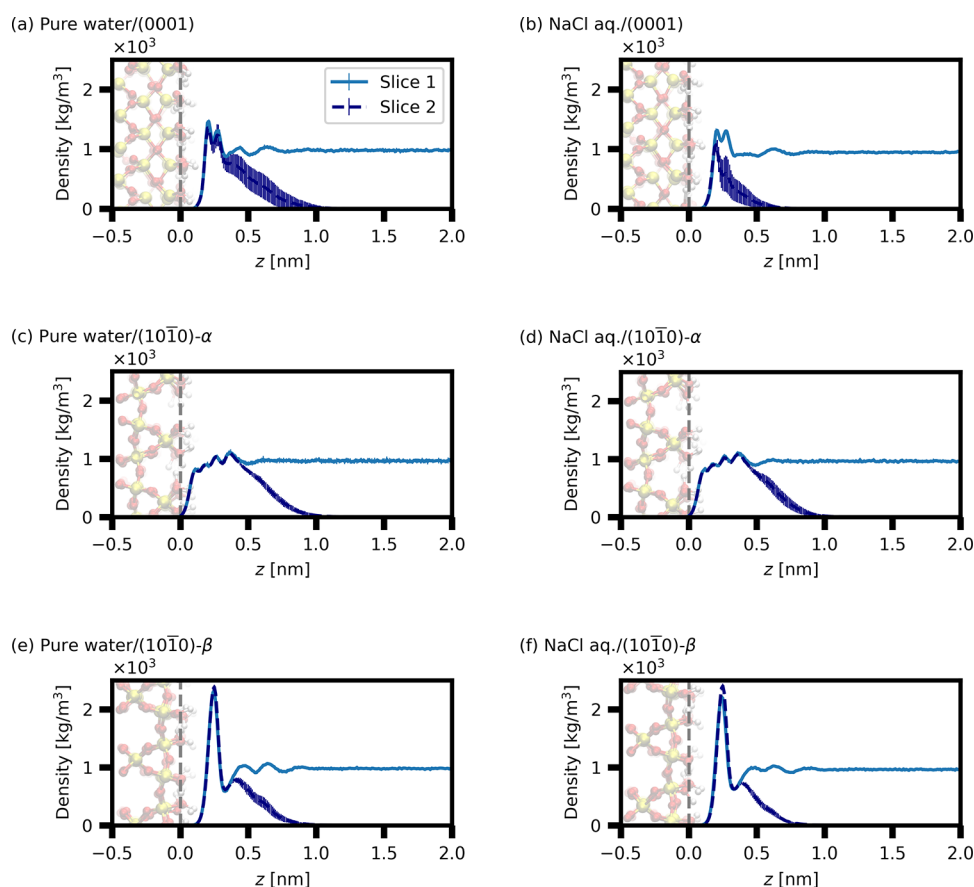 (a) Pure water/(0001)
×10³
Density [kg/m³]
2
1
0
−0.5 0.0 0.5 1.0 1.5 2.0
z [nm]
Slice 1
Slice 2
(b) NaCl aq./(0001)
×10³
Density [kg/m³]
2
1
0
−0.5 0.0 0.5 1.0 1.5 2.0
z [nm]
(c) Pure water/(101̅0)-α
×10³
Density [kg/m³]
2
1
0
−0.5 0.0 0.5 1.0 1.5 2.0
z [nm]
(d) NaCl aq./(101̅0)-α
×10³
Density [kg/m³]
2
1
0
−0.5 0.0 0.5 1.0 1.5 2.0
z [nm]
(e) Pure water/(101̅0)-β
×10³
Density [kg/m³]
2
1
0
−0.5 0.0 0.5 1.0 1.5 2.0
z [nm]
(f) NaCl aq./(101̅0)-β
×10³
Density [kg/m³]
2
1
0
−0.5 0.0 0.5 1.0 1.5 2.0
z [nm]